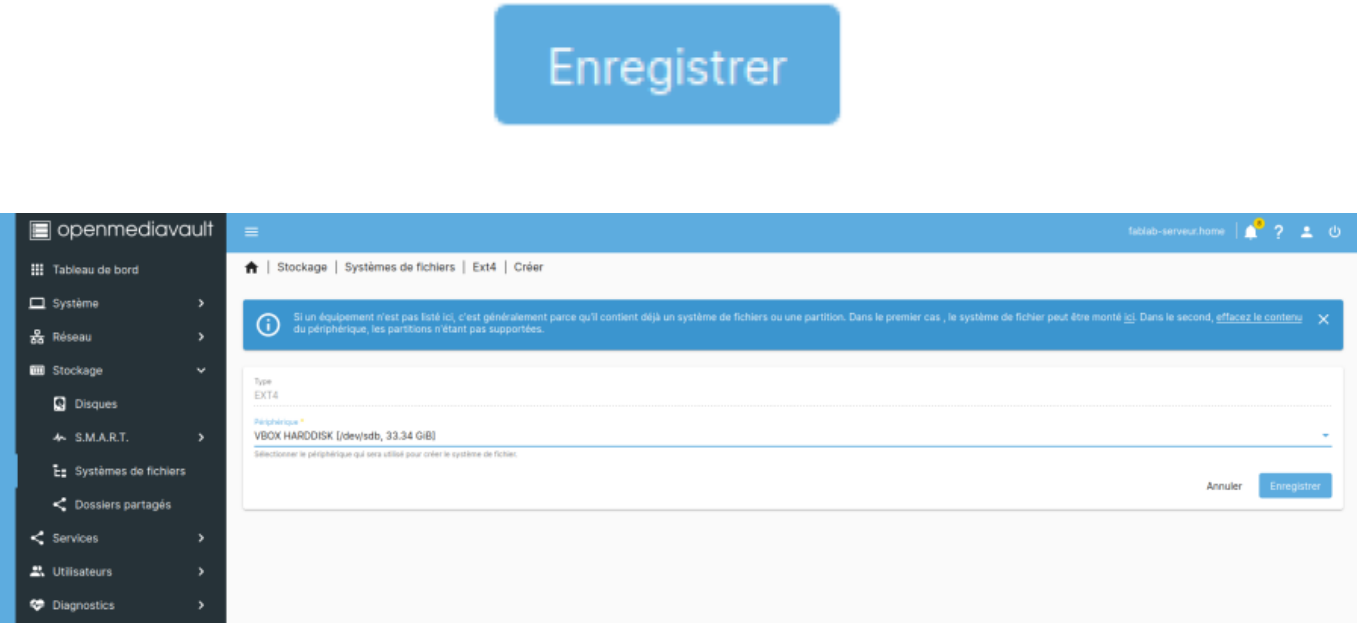 Enregistrer
openmediavault
fablab-serveur.home
?
Tableau de bord
Stockage | Systèmes de fichiers | Ext4 | Créer
Système
Si un équipement n'est pas listé ici, c'est généralement parce qu'il contient déjà un système de fichiers ou une partition. Dans le premier cas , le système de fichier peut être monté ici. Dans le second, effacez le contenu
du périphérique, les partitions n'étant pas supportées.
Réseau
Stockage
Type
EXT4
Disques
Périphérique *
VBOX HARDDISK [/dev/sdb, 33.34 GiB]
S.M.A.R.T.
Sélectionner le périphérique qui sera utilisé pour créer le système de fichier.
Systèmes de fichiers
Annuler
Enregistrer
Dossiers partagés
Services
Utilisateurs
Diagnostics